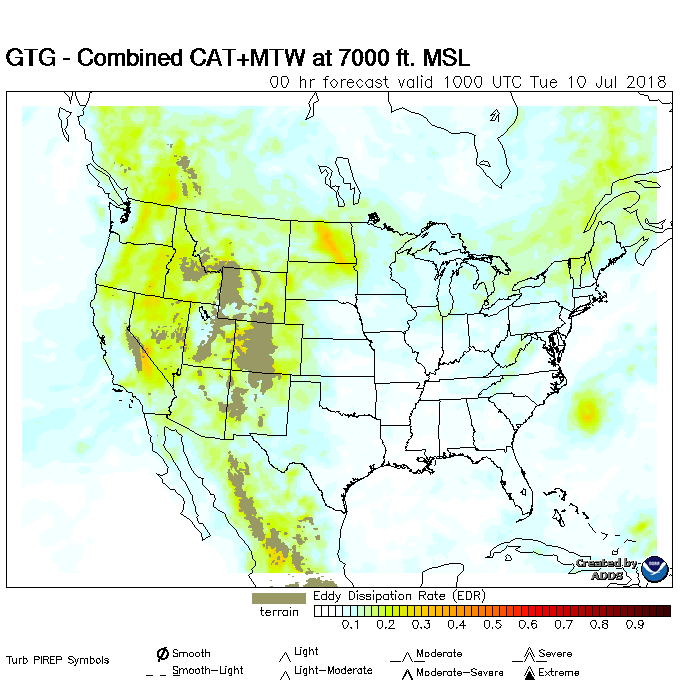 GTG - Combined CAT+MTW at 7000 ft. MSL
00 hr forecast valid 1000 UTC Tue 10 Jul 2018
NOAA
Created by
ADDS
Eddy Dissipation Rate (EDR)
terrain
0.1 0.2 0.3 0.4 0.5 0.6 0.7 0.8 0.9
Turb PIREP Symbols
Smooth
Light
Moderate
Severe
Smooth-Light
Light-Moderate
Moderate-Severe
Extreme